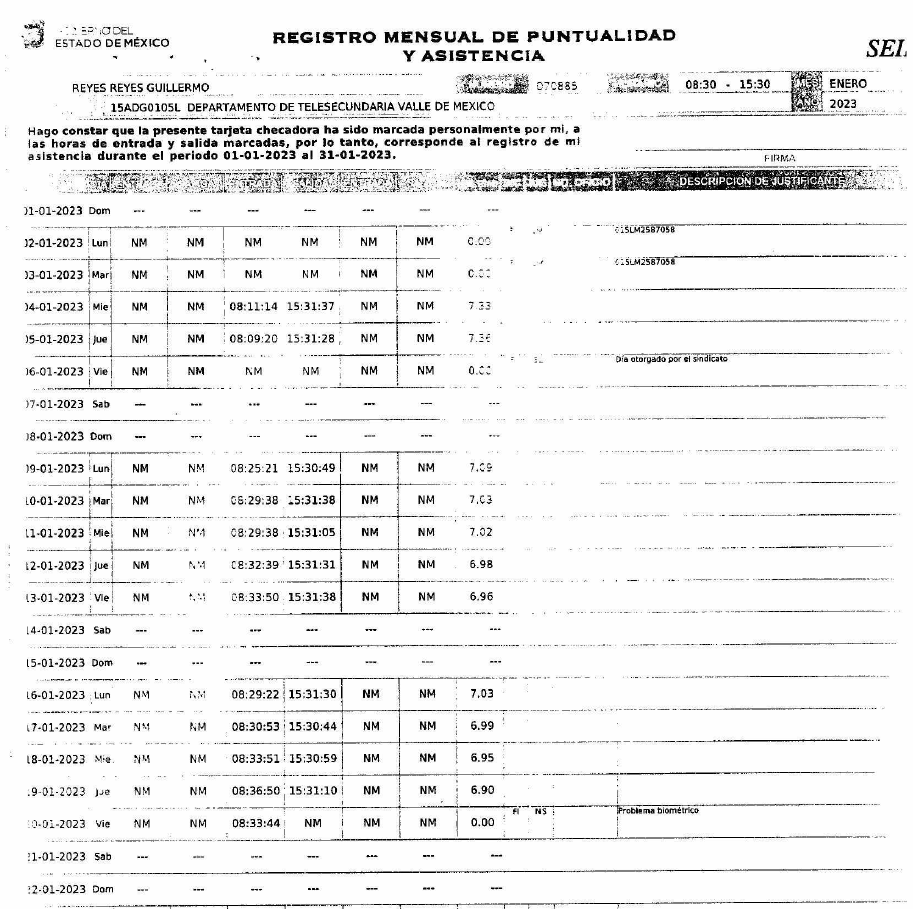 ESTADO DE MÉXICO
REGISTRO MENSUAL DE PUNTUALIDAD
Y ASISTENCIA
REYES REYES GUILLERMO 070885 08:30 - 15:30 ENERO
15ADG0105L DEPARTAMENTO DE TELESECUNDARIA VALLE DE MEXICO 2023
Hago constar que la presente tarjeta checadora ha sido marcada personalmente por mi, a
las horas de entrada y salida marcadas, por lo tanto, corresponde al registro de mi
asistencia durante el periodo 01-01-2023 al 31-01-2023.
FIRMA
DESCRIPCION DE JUSTIFICANTE
01-01-2023 Dom --- --- --- --- --- --- ---
02-01-2023 Lun NM NM NM NM NM NM 0.00 015LM2587058
03-01-2023 Mar NM NM NM NM NM NM 0.00 015LM2587058
04-01-2023 Mie NM NM 08:11:14 15:31:37 NM NM 7.33
05-01-2023 Jue NM NM 08:09:20 15:31:28 NM NM 7.36
06-01-2023 Vie NM NM NM NM NM NM 0.00 Día otorgado por el sindicato
07-01-2023 Sab --- --- --- --- --- --- ---
08-01-2023 Dom --- --- --- --- --- --- ---
09-01-2023 Lun NM NM 08:25:21 15:30:49 NM NM 7.09
10-01-2023 Mar NM NM 08:29:38 15:31:38 NM NM 7.03
11-01-2023 Mie NM NM 08:29:38 15:31:05 NM NM 7.02
12-01-2023 Jue NM NM 08:32:39 15:31:31 NM NM 6.98
13-01-2023 Vie NM NM 08:33:50 15:31:38 NM NM 6.96
14-01-2023 Sab --- --- --- --- --- --- ---
15-01-2023 Dom --- --- --- --- --- --- ---
16-01-2023 Lun NM NM 08:29:22 15:31:30 NM NM 7.03
17-01-2023 Mar NM NM 08:30:53 15:30:44 NM NM 6.99
18-01-2023 Mie NM NM 08:33:51 15:30:59 NM NM 6.95
19-01-2023 Jue NM NM 08:36:50 15:31:10 NM NM 6.90
20-01-2023 Vie NM NM 08:33:44 NM NM NM 0.00 FI NS Problema biométrico
21-01-2023 Sab --- --- --- --- --- --- ---
22-01-2023 Dom --- --- --- --- --- --- ---